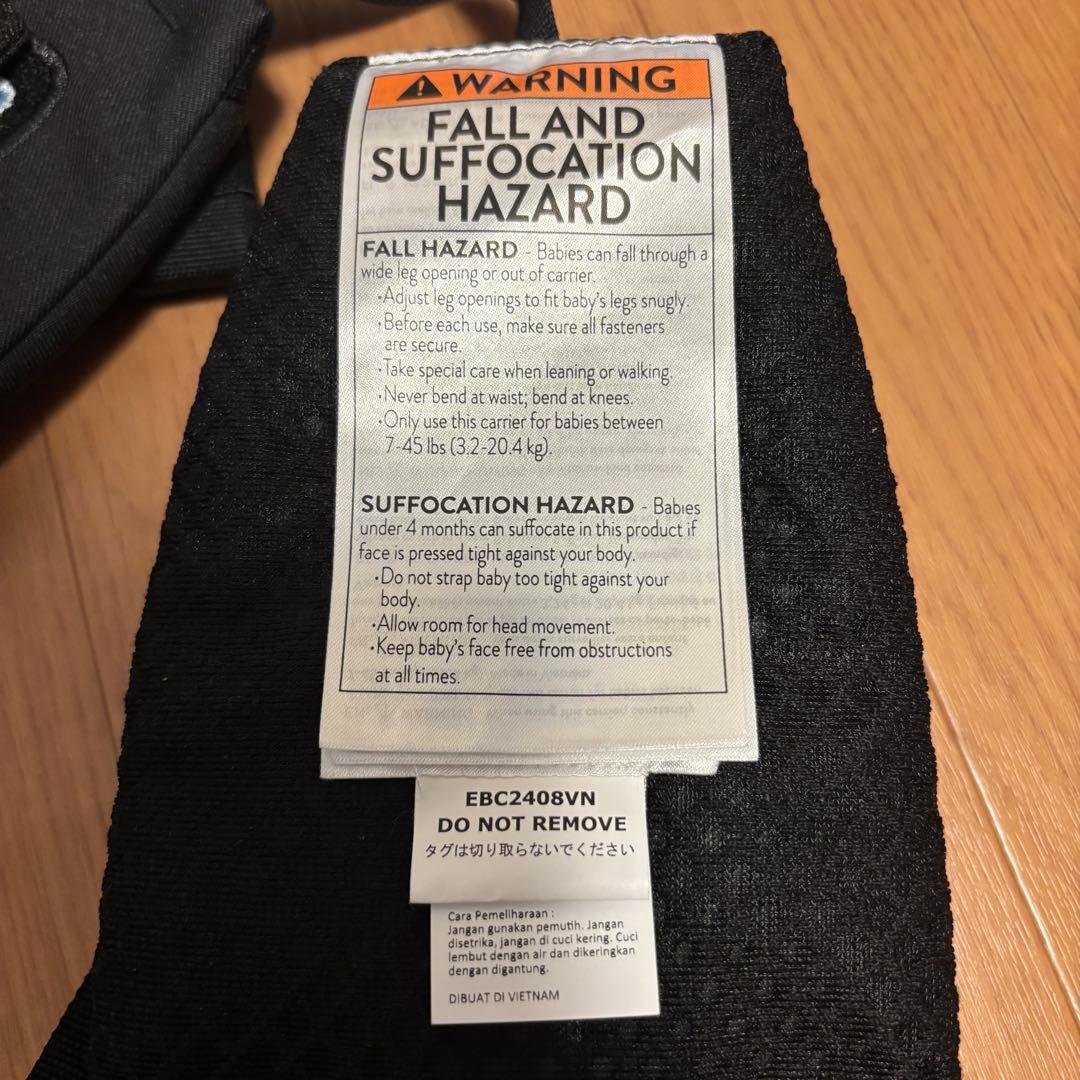 WARNING
FALL AND
SUFFOCATION
HAZARD
FALL HAZARD - Babies can fall through a
wide leg opening or out of carrier.
•Adjust leg openings to fit baby's legs snugly.
•Before each use, make sure all fasteners
are secure.
•Take special care when leaning or walking.
•Never bend at waist; bend at knees.
•Only use this carrier for babies between
7-45 lbs (3.2-20.4 kg).
SUFFOCATION HAZARD - Babies
under 4 months can suffocate in this product if
face is pressed tight against your body.
•Do not strap baby too tight against your
body.
•Allow room for head movement.
•Keep baby's face free from obstructions
at all times.
EBC2408VN
DO NOT REMOVE
タグは切り取らないでください
Cara Pemeliharaan :
Jangan gunakan pemutih. Jangan
disetrika, jangan di cuci kering. Cuci
lembut dengan air dan dikeringkan
dengan digantung.
DIBUAT DI VIETNAM